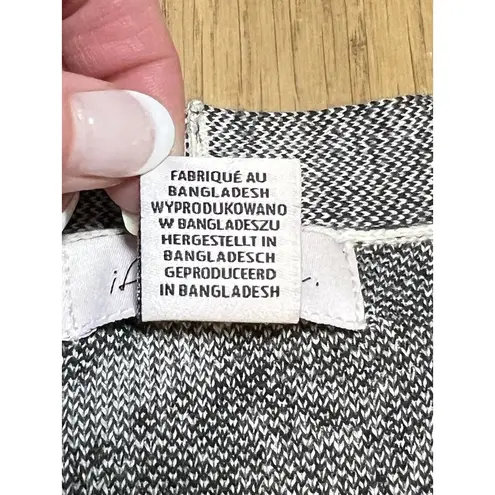 FABRIQUÉ AU
BANGLADESH
WYPRODUKOWANO
W BANGLADESZU
HERGESTELLT IN
BANGLADESCH
GEPRODUCEERD
IN BANGLADESH